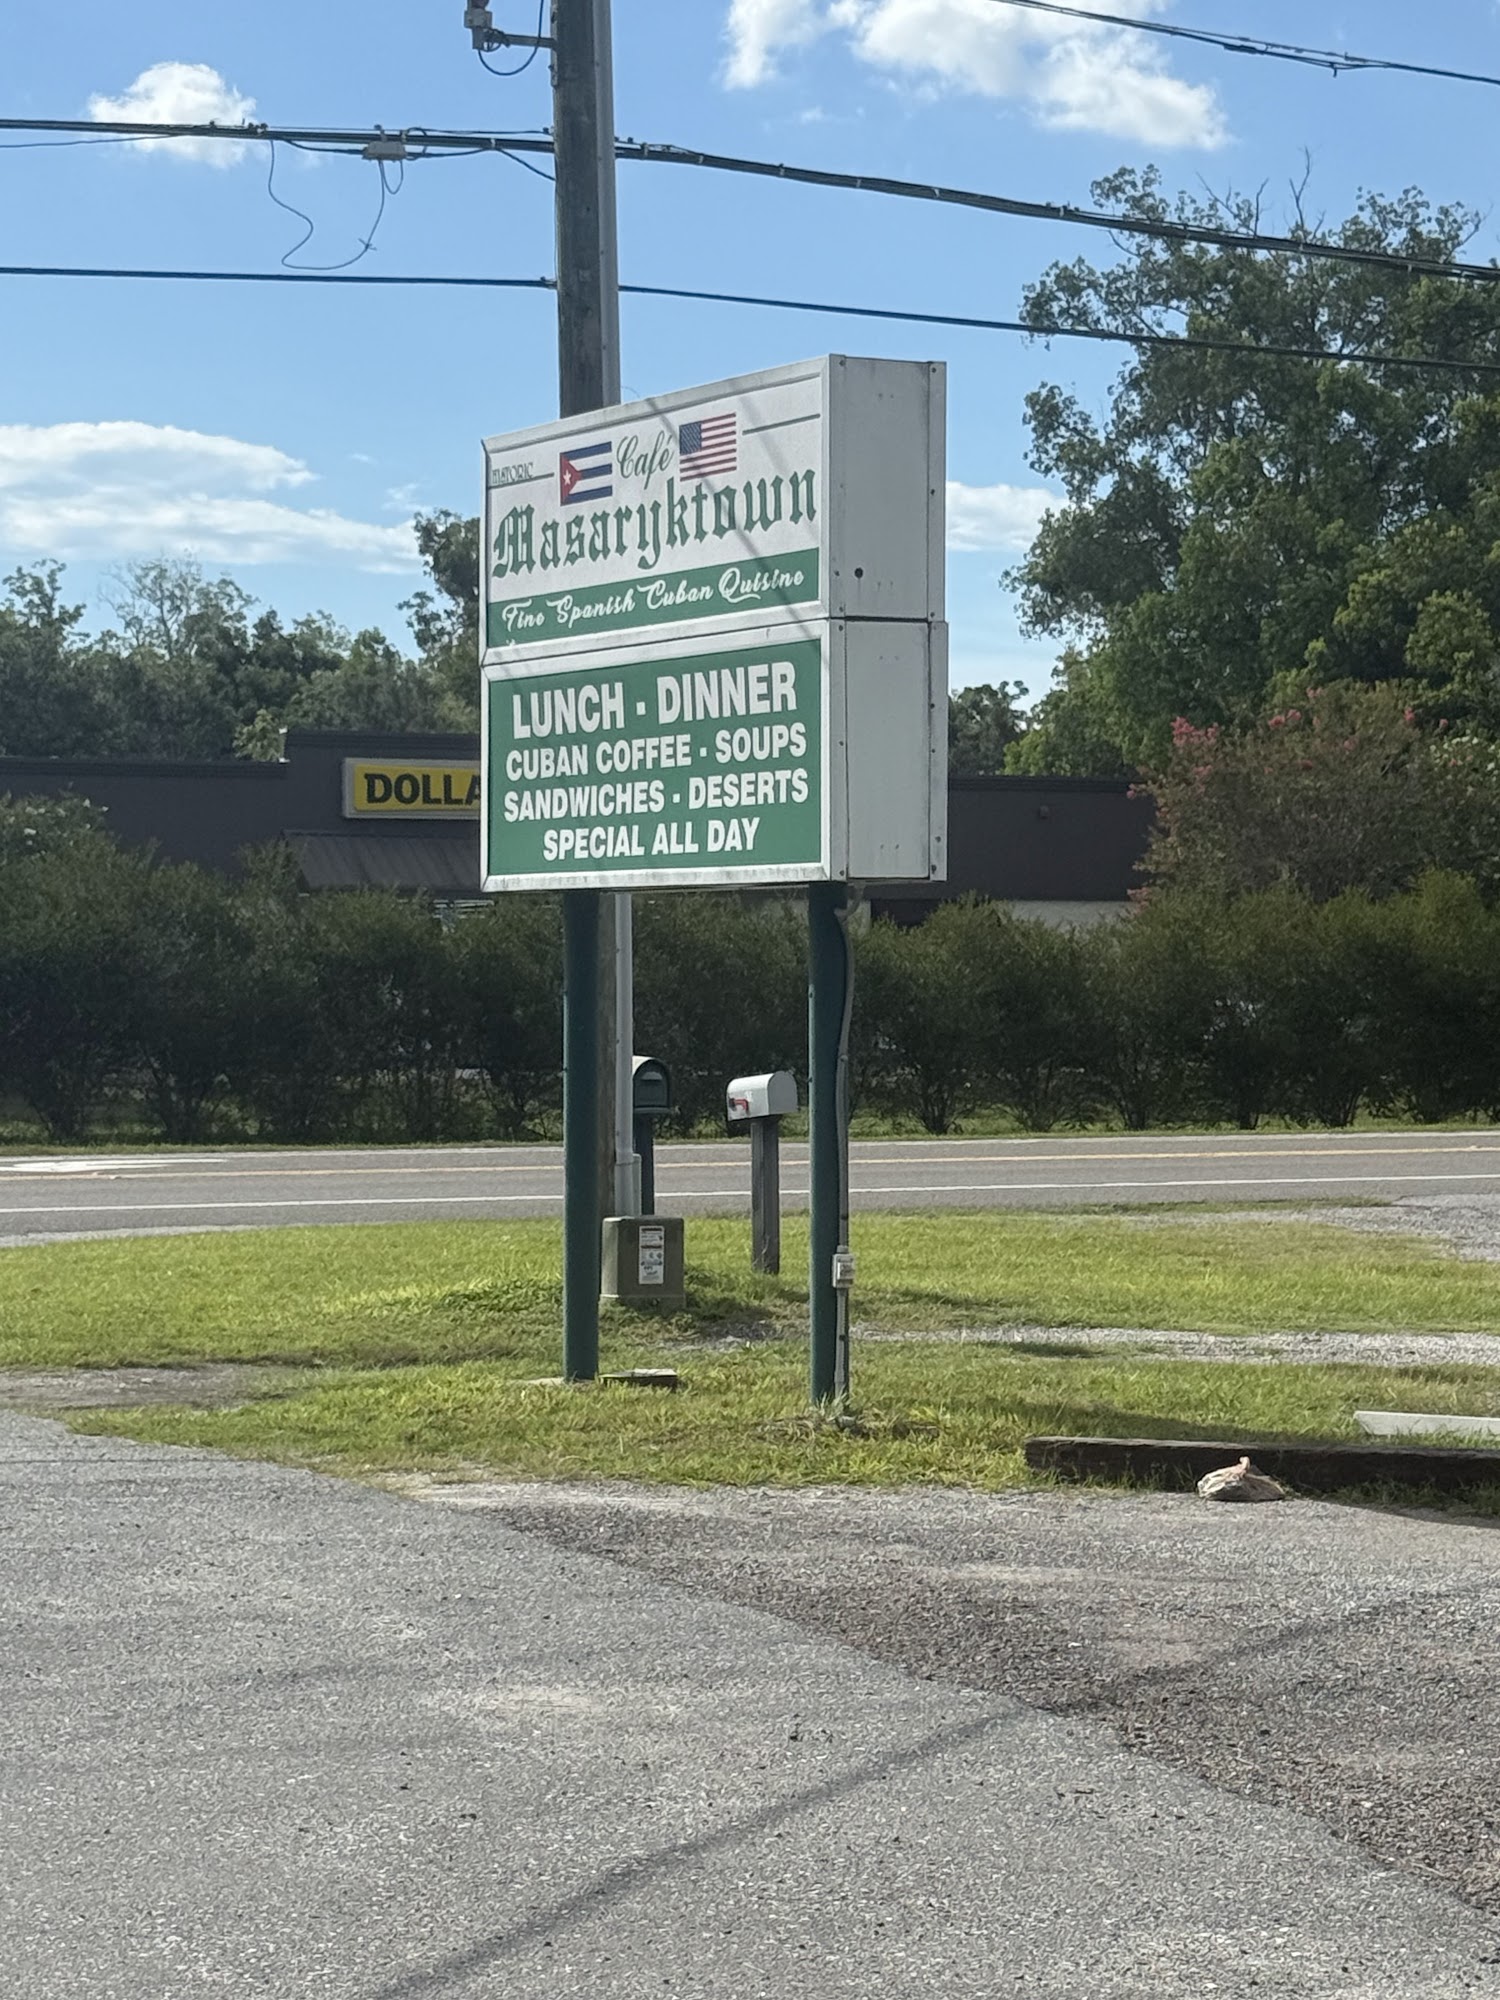 HISTORIC
Café
Masaryktown
Fine Spanish Cuban Quisine
LUNCH · DINNER
CUBAN COFFEE · SOUPS
SANDWICHES · DESERTS
SPECIAL ALL DAY
DOLLA